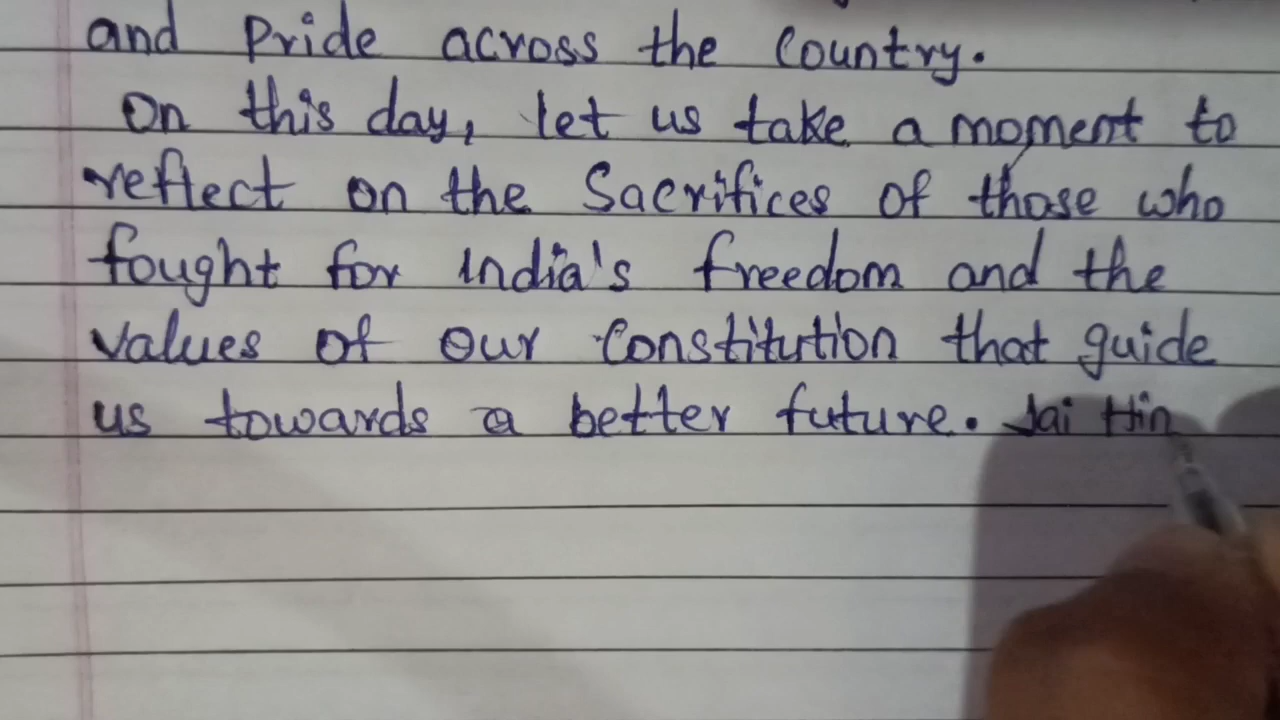 and Pride across the Country.
On this day, let us take a moment to
reflect on the Sacrifices of those who
fought for india's freedom and the
values of our Constitution that guide
us towards a better future. Jai Hin